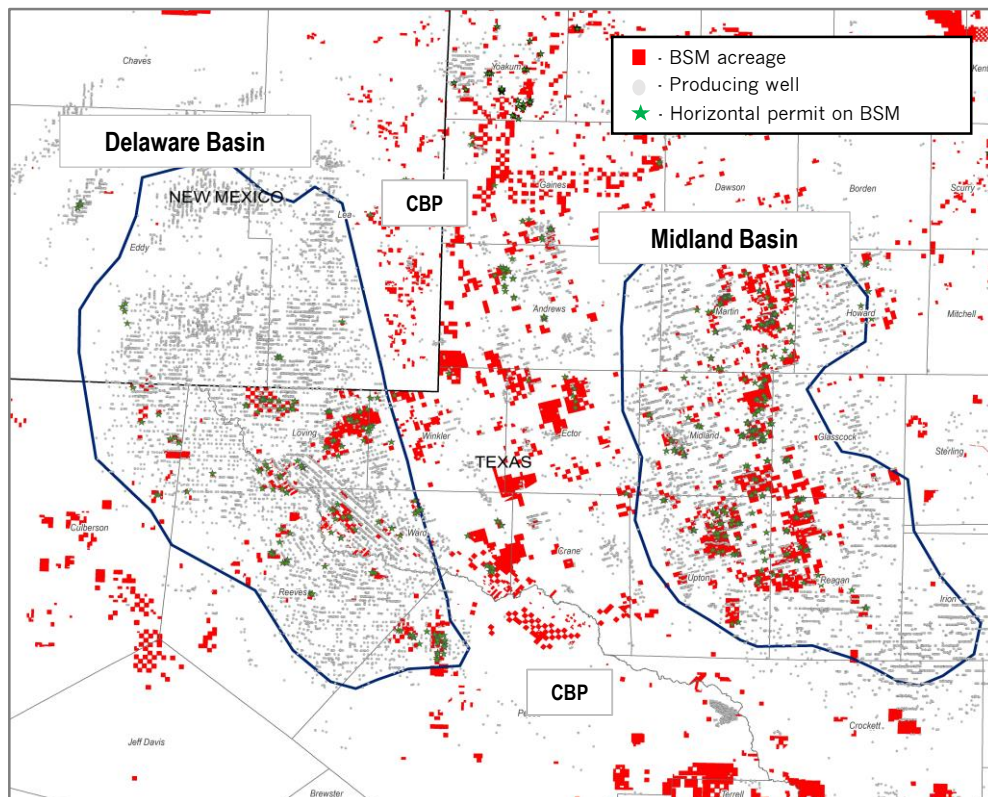 Chaves
Yoakum
Kent
- BSM acreage
- Producing well
- Horizontal permit on BSM
Delaware Basin
NEW MEXICO
Lea
CBP
Gaines
Dawson
Borden
Scurry
Eddy
Midland Basin
Andrews
Martin
Howard
Mitchell
Loving
Winkler
Ector
Midland
Glasscock
Sterling
TEXAS
Culberson
Ward
Crane
Reeves
Upton
Reagan
Irion
CBP
Crockett
Jeff Davis
Brewster
Terrell